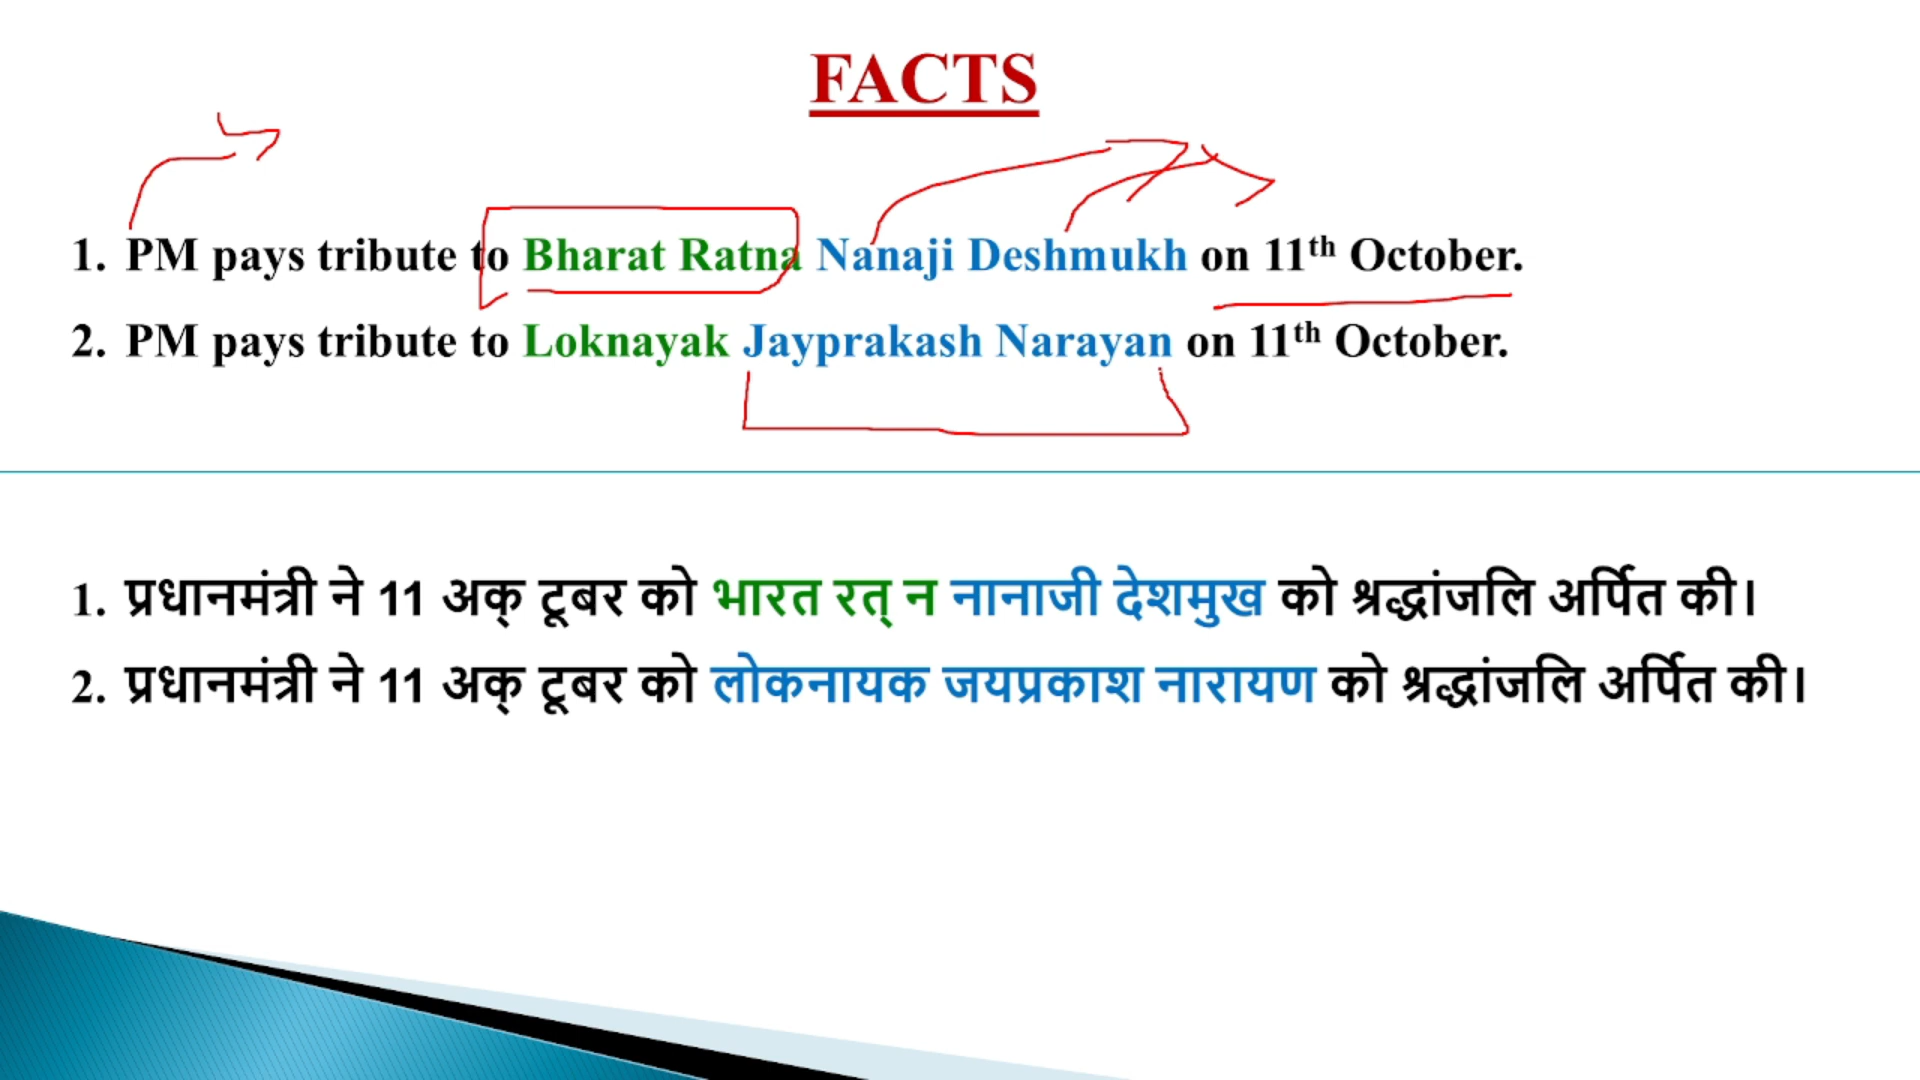 FACTS
1. PM pays tribute to Bharat Ratna Nanaji Deshmukh on 11th October.
2. PM pays tribute to Loknayak Jayprakash Narayan on 11th October.
1. प्रधानमंत्री ने 11 अक् टूबर को भारत रत् न नानाजी देशमुख को श्रद्धांजलि अर्पित की।
2. प्रधानमंत्री ने 11 अक् टूबर को लोकनायक जयप्रकाश नारायण को श्रद्धांजलि अर्पित की।